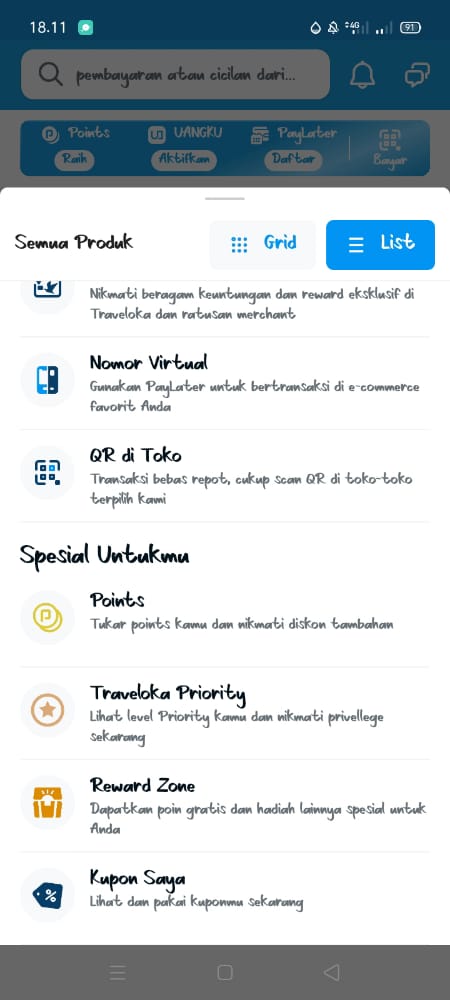 18.11
4G
91
pembayaran atau cicilan dari...
Points
UANGKU
PayLater
Raih
Aktifkan
Daftar
Bayar
Semua Produk
Grid
List
Nikmati beragam keuntungan dan reward eksklusif di
Traveloka dan ratusan merchant
Nomor Virtual
Gunakan PayLater untuk bertransaksi di e-commerce
favorit Anda
QR di Toko
Transaksi bebas repot, cukup scan QR di toko-toko
terpilih kami
Spesial Untukmu
Points
Tukar points kamu dan nikmati diskon tambahan
Traveloka Priority
Lihat level Priority kamu dan nikmati privellege
sekarang
Reward Zone
Dapatkan poin gratis dan hadiah lainnya spesial untuk
Anda
Kupon Saya
Lihat dan pakai kuponmu sekarang